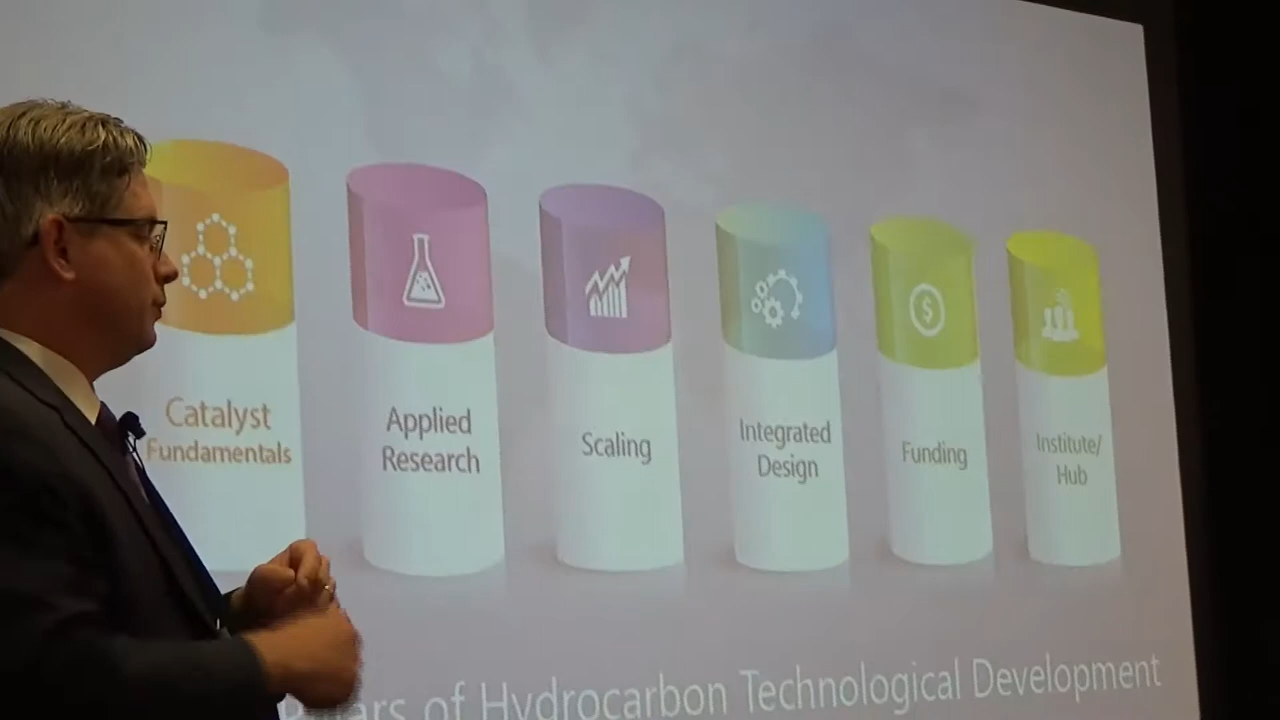 Catalyst
Fundamentals
Applied
Research
Scaling
Integrated
Design
Funding
Institute/
Hub
of Hydrocarbon Technological Development
$